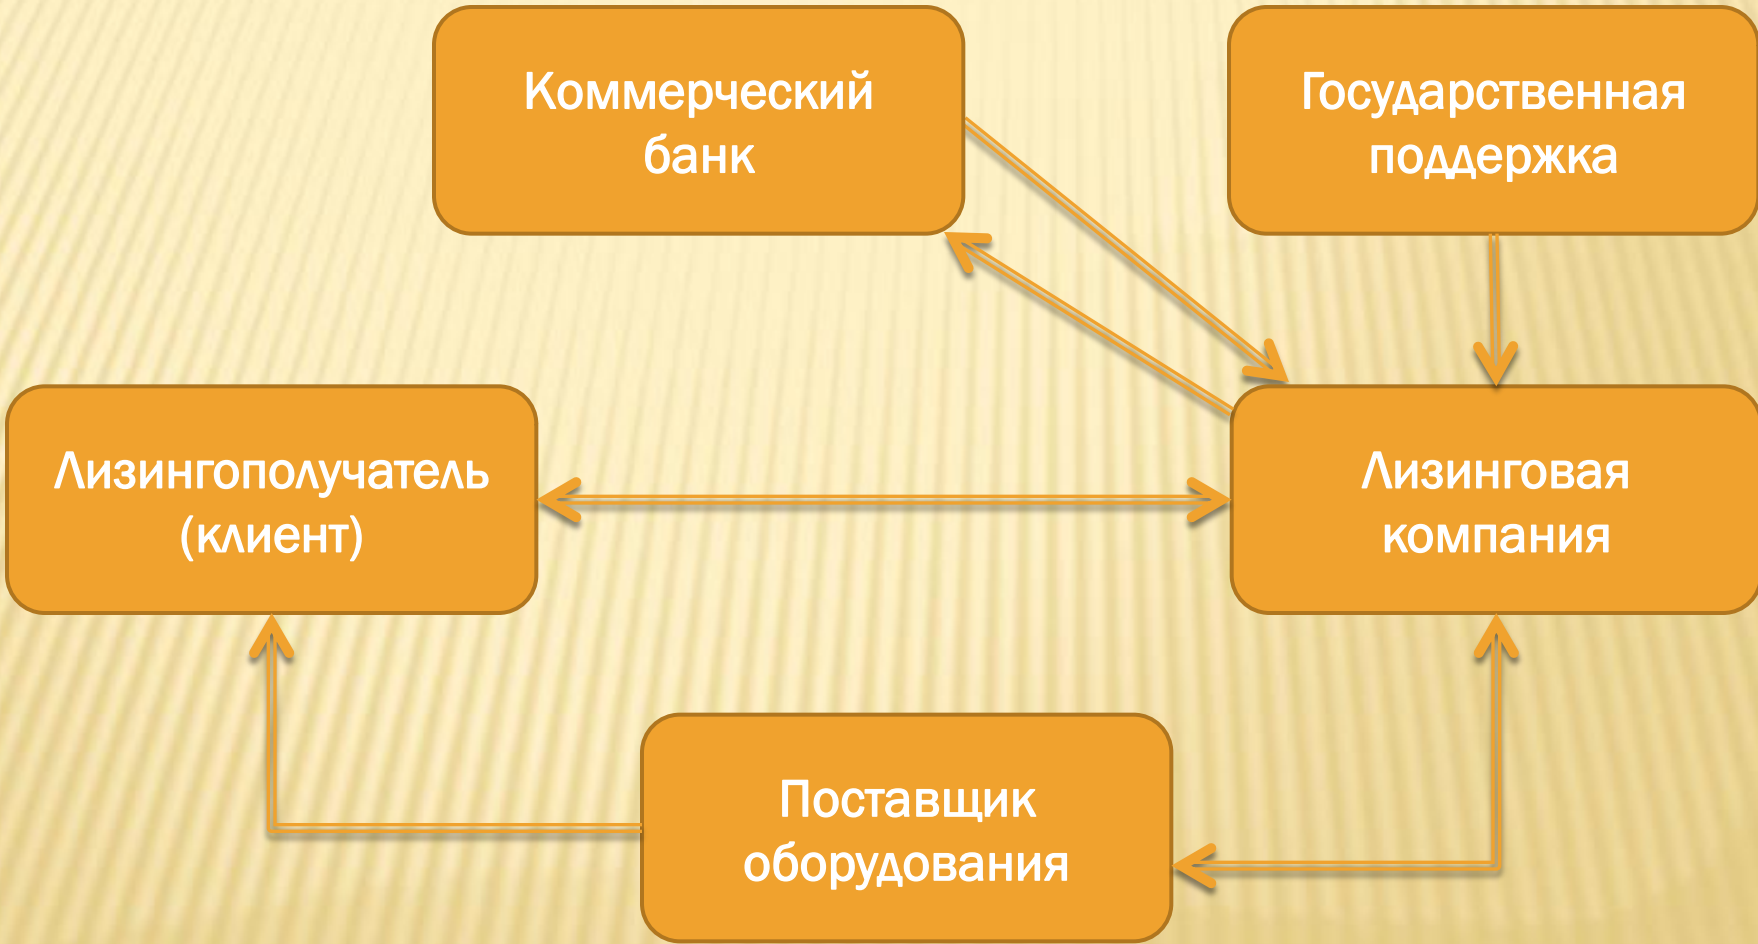 Коммерческий
банк
Государственная
поддержка
Лизингополучатель
(клиент)
Лизинговая
компания
Поставщик
оборудования